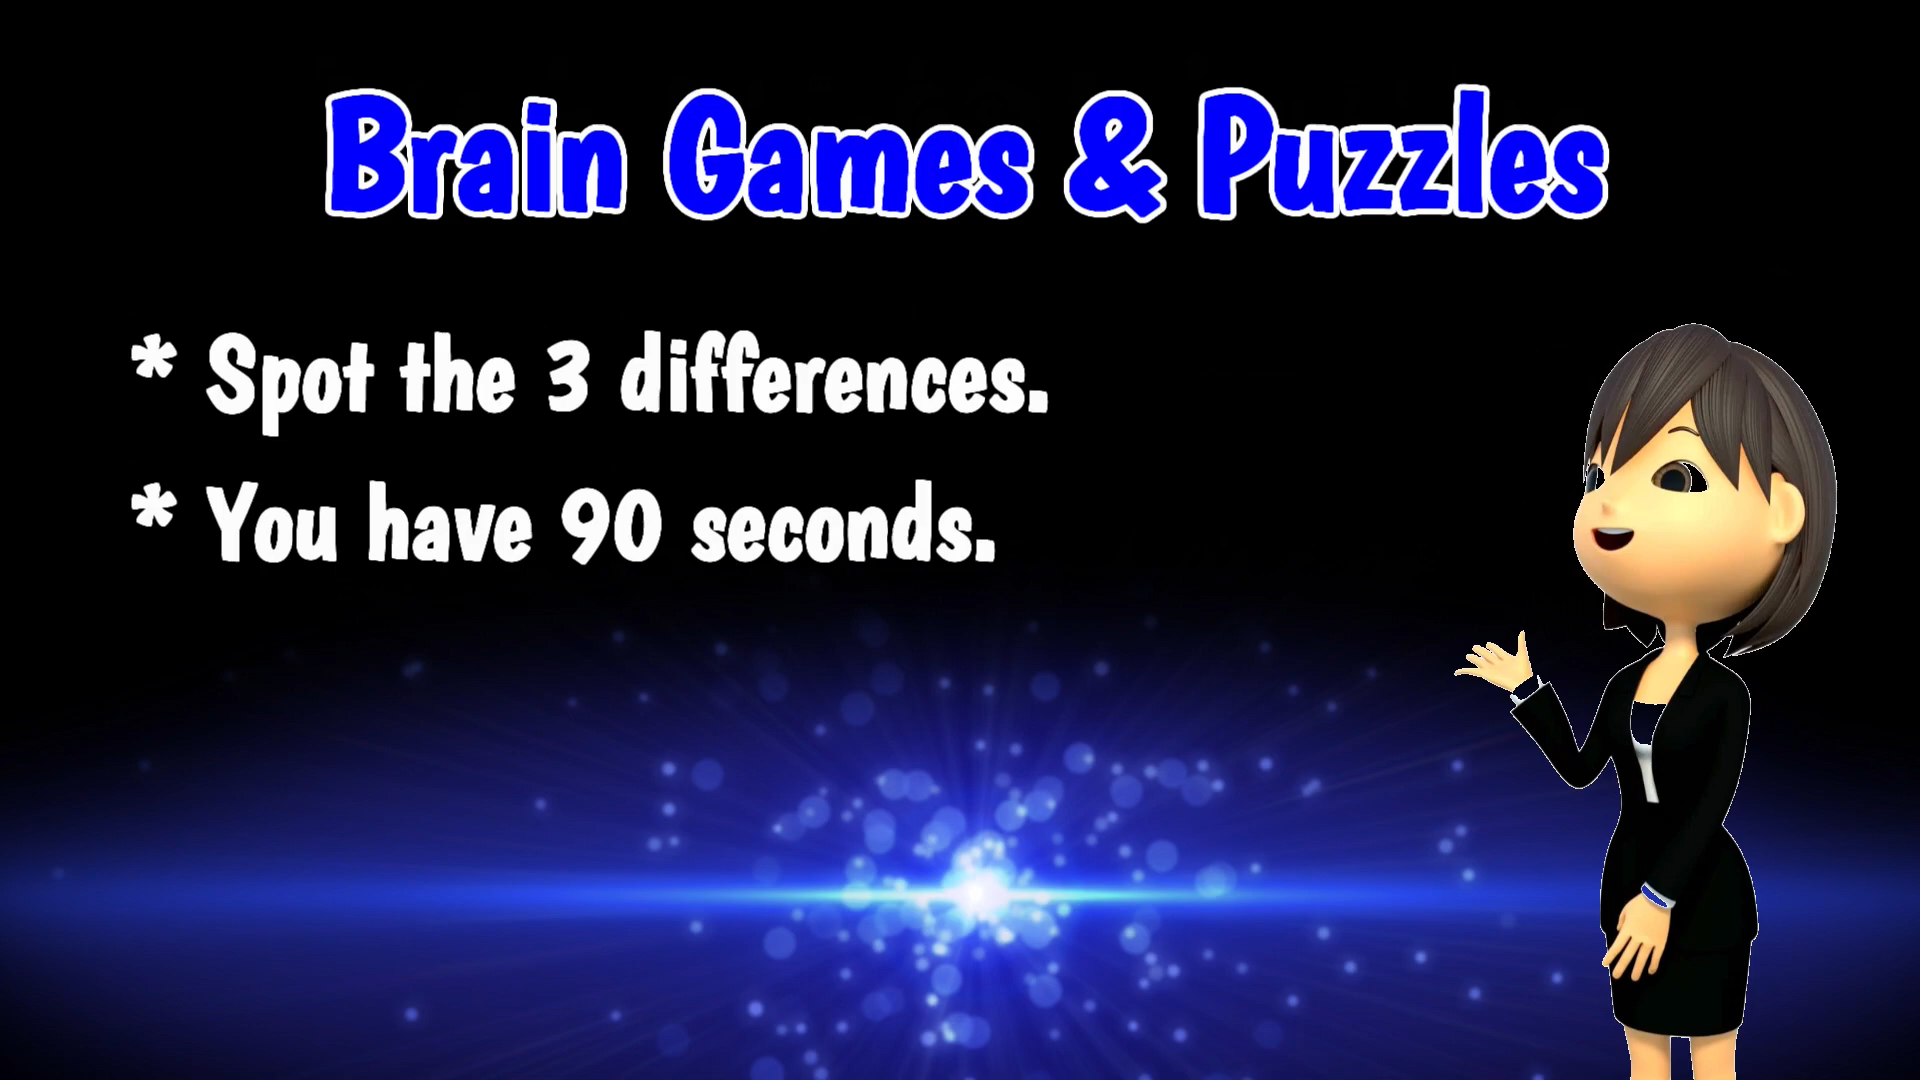 Brain Games & Puzzles
* Spot the 3 differences.
* You have 90 seconds.